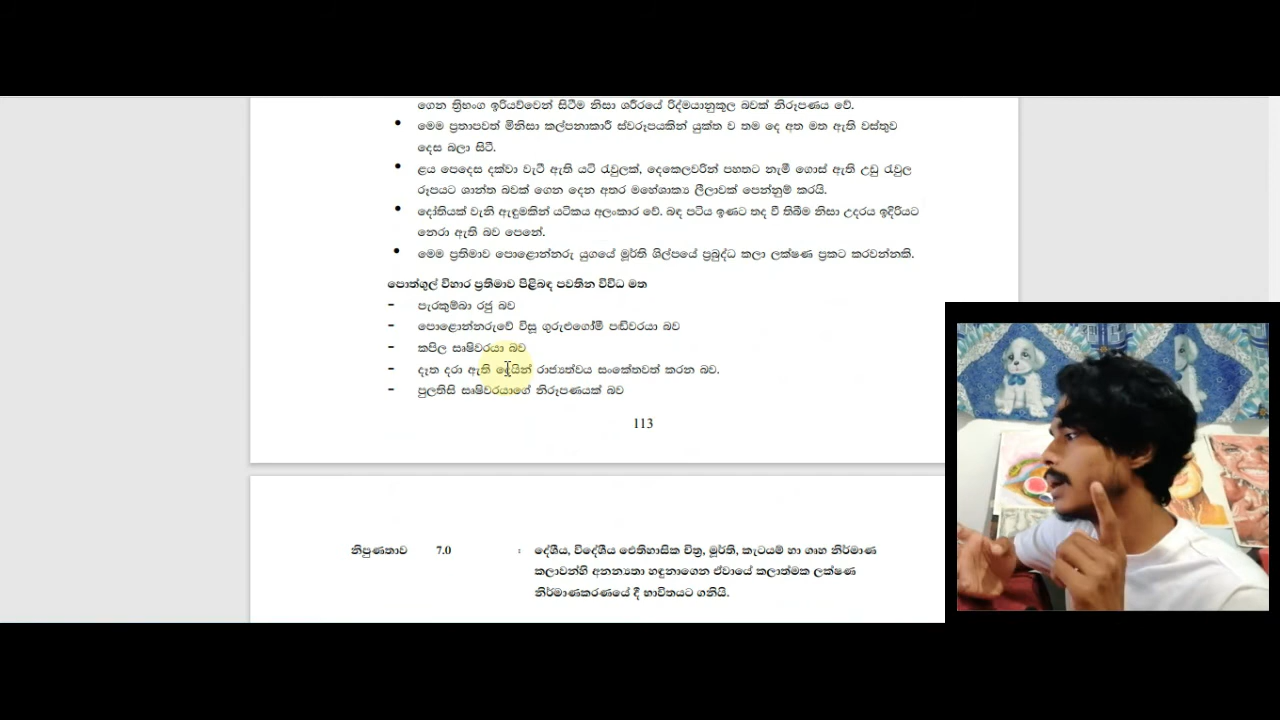 ගෙන ත්‍රිභංග ඉරියව්වෙන් සිටීම නිසා ශරීරයේ රිද්මයානුකූල බවක් නිරූපණය වේ.
• මෙම ප්‍රතාපවත් මිනිසා කල්පනාකාරී ස්වරූපයකින් යුක්ත ව තම දෙ අත මත ඇති වස්තුව
දෙස බලා සිටී.
• ළය පෙදෙස දක්වා වැටී ඇති යටි රැවුලක්, දෙකෙලවරින් පහතට නැමී ගොස් ඇති උඩු රැවුල
රූපයට ශාන්ත බවක් ගෙන දෙන අතර මහේශාක්‍ය ලීලාවක් පෙන්නුම් කරයි.
• දෝතියක් වැනි ඇඳුමකින් යටිකය අලංකාර වේ. බඳ පටිය ඉණට තද වී තිබීම නිසා උදරය ඉදිරියට
නෙරා ඇති බව පෙනේ.
• මෙම ප්‍රතිමාව පොළොන්නරු යුගයේ මූර්ති ශිල්පයේ ප්‍රබුද්ධ කලා ලක්ෂණ ප්‍රකට කරවන්නකි.
පොත්ගුල් විහාර ප්‍රතිමාව පිළිබඳ පවතින විවිධ මත
- පැරකුම්බා රජු බව
- පොළොන්නරුවේ විසූ ගුරුළුගෝමී පඬිවරයා බව
- කපිල සෘෂිවරයා බව
- දෑත දරා ඇති දෙයින් රාජ්‍යත්වය සංකේතවත් කරන බව.
- පුලතිසි සෘෂිවරයාගේ නිරූපණයක් බව
113
නිපුණතාව 7.0 : දේශීය, විදේශීය ඓතිහාසික චිත්‍ර, මූර්ති, කැටයම් හා ගෘහ නිර්මාණ
කලාවන්හි අනන්‍යතා හඳුනාගෙන ඒවායේ කලාත්මක ලක්ෂණ
නිර්මාණකරණයේ දී භාවිතයට ගනියි.